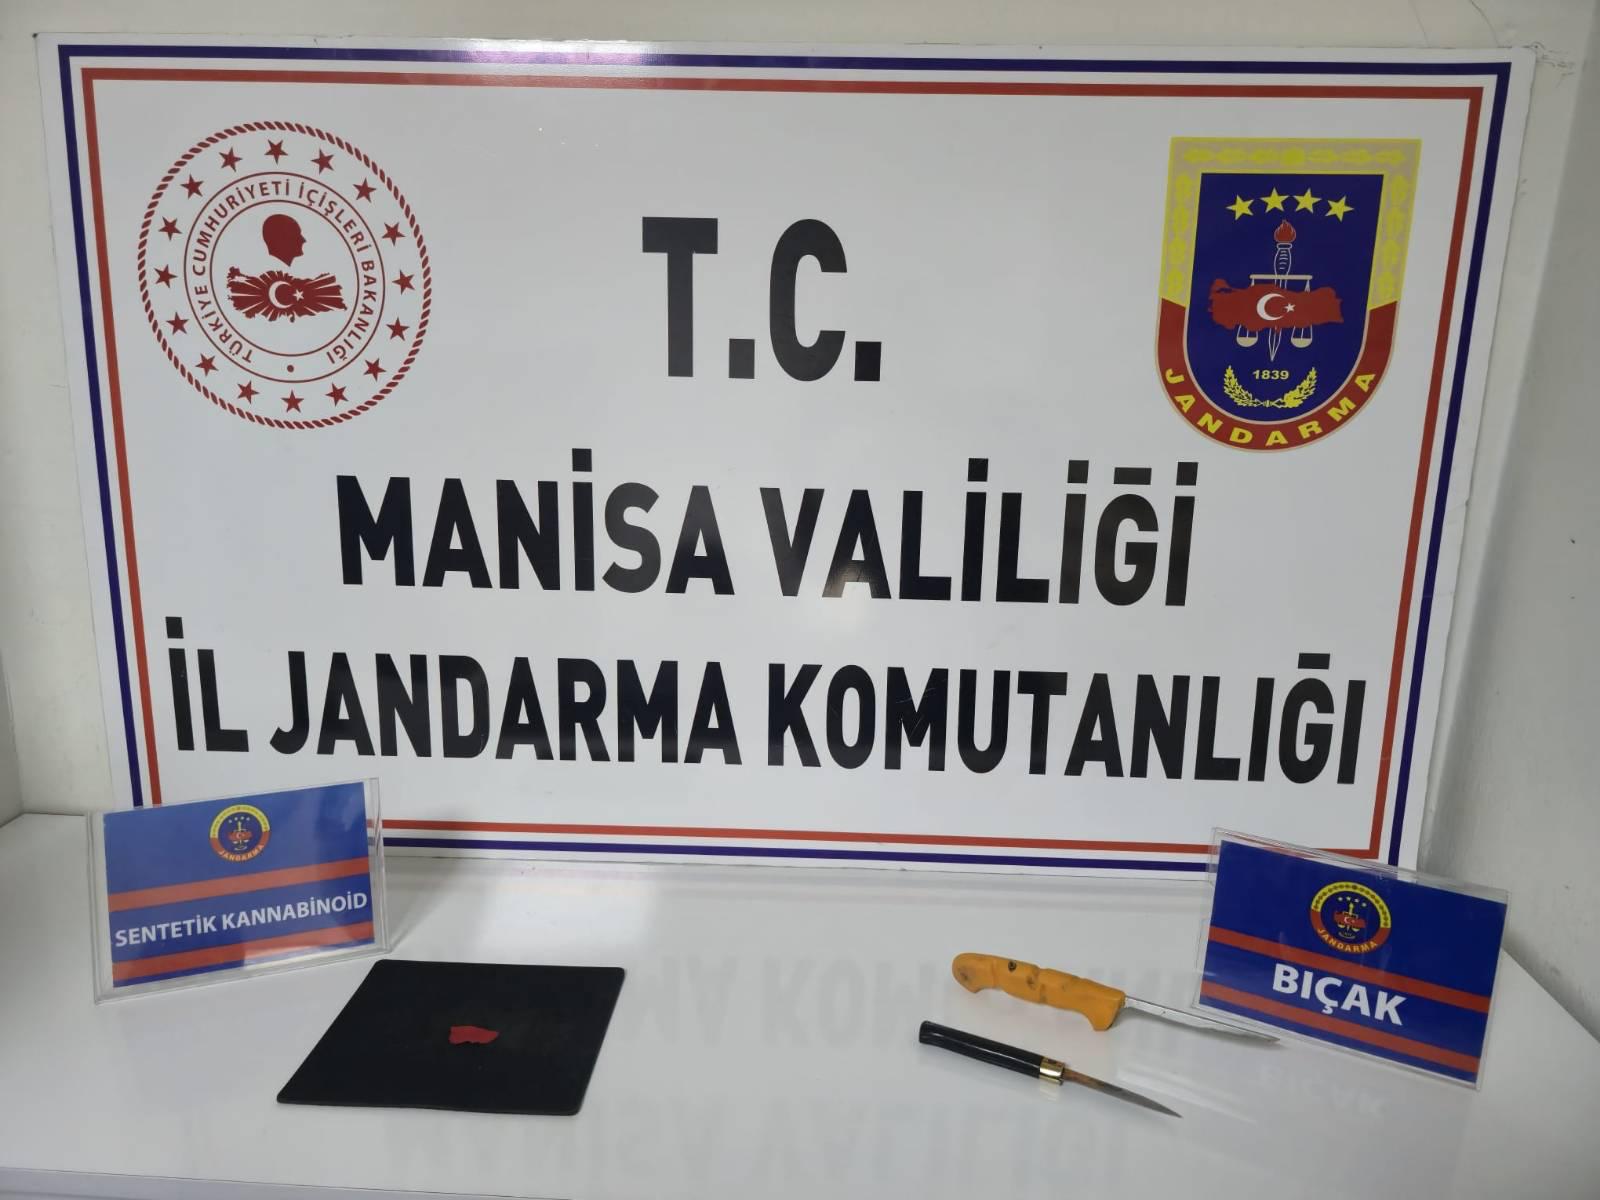 TÜRKİYE CUMHURİYETİ İÇİŞLERİ BAKANLIĞI
T.C.
1839
JANDARMA
MANİSA VALİLİĞİ
İL JANDARMA KOMUTANLIĞI
JANDARMA
SENTETİK KANNABİNOİD
JANDARMA
BIÇAK